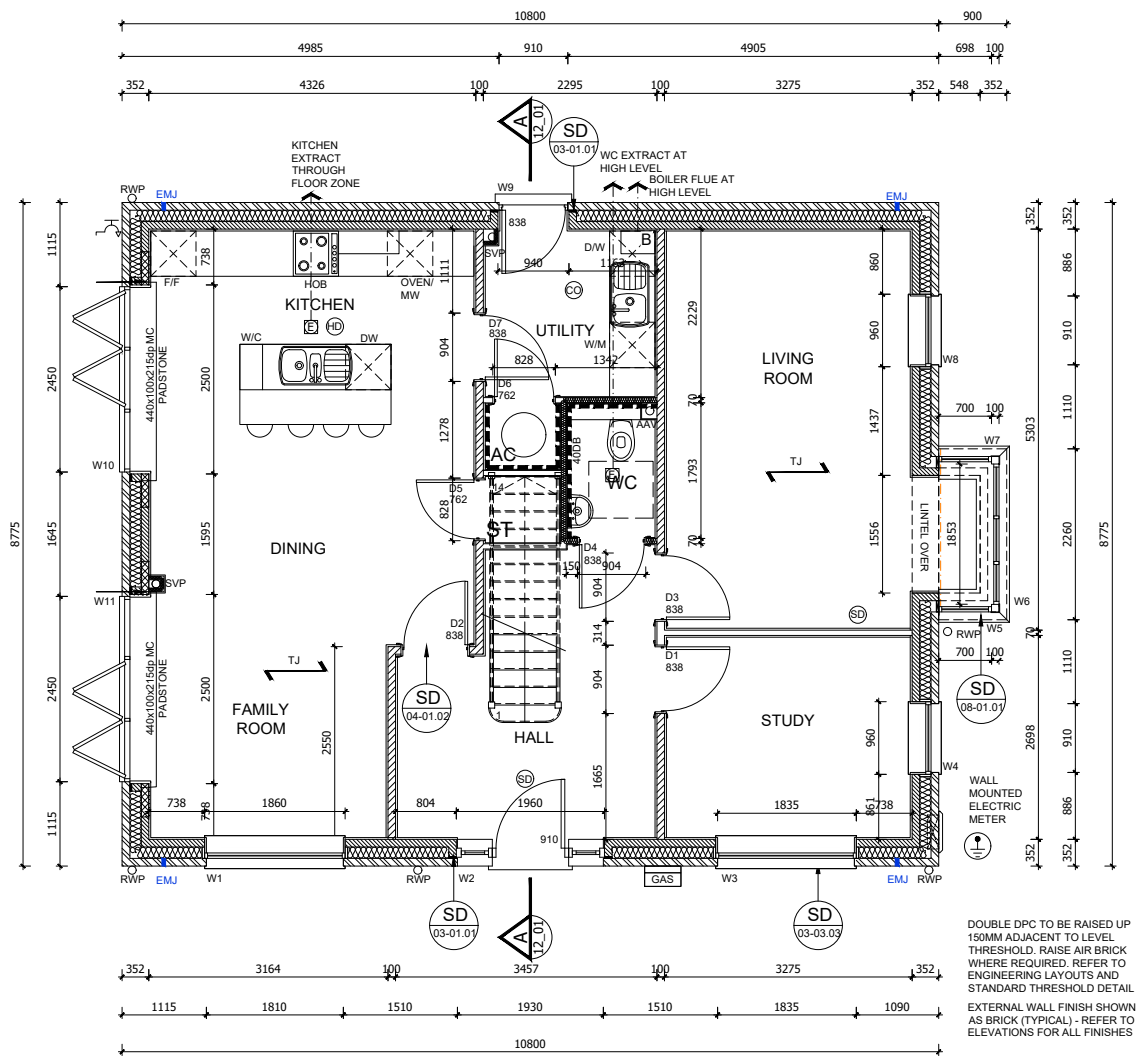 10800
900
4985
910
4905
698
100
352
4326
100
2295
100
3275
352
548
352
A
12_01
SD
03-01.01
KITCHEN
EXTRACT
THROUGH
FLOOR ZONE
WC EXTRACT AT
HIGH LEVEL
BOILER FLUE AT
HIGH LEVEL
RWP
EMJ
W9
EMJ
838
SVP
D/W
B
940
1152
738
F/F
HOB
OVEN/
MW
1111
KITCHEN
E
HD
CO
UTILITY
D7
838
W/M
828
1342
D6
762
W/C
DW
904
2229
860
960
LIVING
ROOM
W8
352
886
910
1110
5303
352
1115
2450
440x100x215dp MC
PADSTONE
2500
W10
1278
AC
40DB
AAV
E
WC
70
1793
70
1437
TJ
700
100
W7
D5
762
14
ST
828
8775
1645
1595
DINING
SVP
W11
D4
838
150
904
904
1556
LINTEL OVER
1853
2260
8775
W6
W5
D3
838
SD
RWP
70
700
100
D2
838
314
D1
838
904
TJ
FAMILY
ROOM
2450
440x100x215dp MC
PADSTONE
2500
2550
SD
04-01.02
1
HALL
SD
1665
STUDY
960
W4
SD
08-01.01
1110
2698
910
WALL
MOUNTED
ELECTRIC
METER
738
1860
738
804
1960
910
1835
738
861
886
1115
352
352
RWP
EMJ
W1
RWP
W2
GAS
W3
EMJ
RWP
SD
03-01.01
A
12_01
SD
03-03.03
DOUBLE DPC TO BE RAISED UP
150MM ADJACENT TO LEVEL
THRESHOLD. RAISE AIR BRICK
WHERE REQUIRED. REFER TO
ENGINEERING LAYOUTS AND
STANDARD THRESHOLD DETAIL
EXTERNAL WALL FINISH SHOWN
AS BRICK (TYPICAL) - REFER TO
ELEVATIONS FOR ALL FINISHES
352
3164
100
3457
100
3275
352
1115
1810
1510
1930
1510
1835
1090
10800